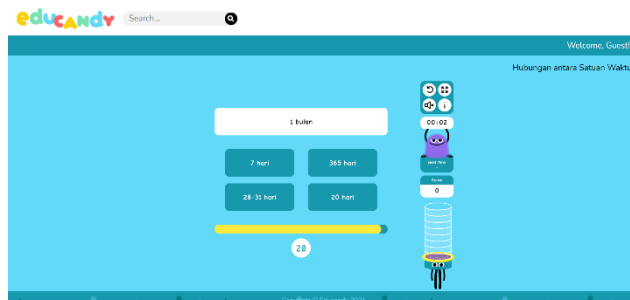 educandy
Search...
Welcome, Guest!
Hubungan antara Satuan Waktu
00:02
1 bulan
7 hari
365 hari
28-31 hari
20 hari
0
28